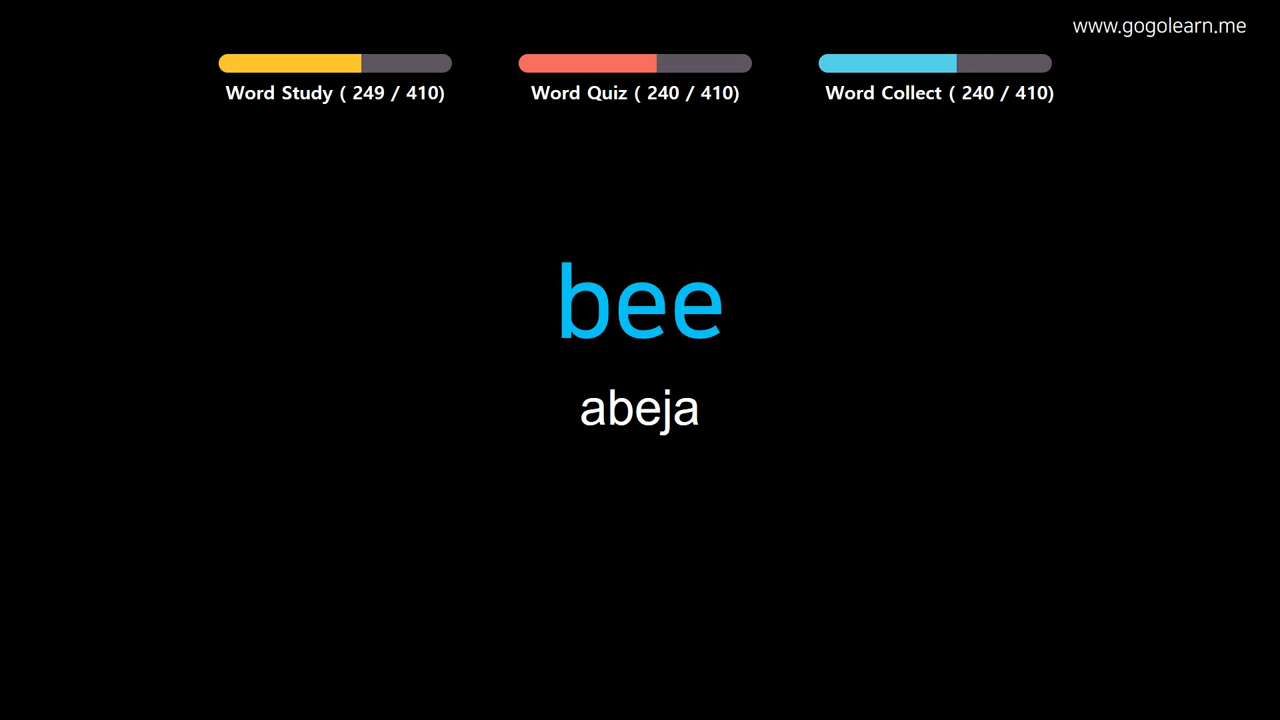 www.gogolearn.me
Word Study ( 249 / 410)
Word Quiz ( 240 / 410)
Word Collect ( 240 / 410)
bee
abeja